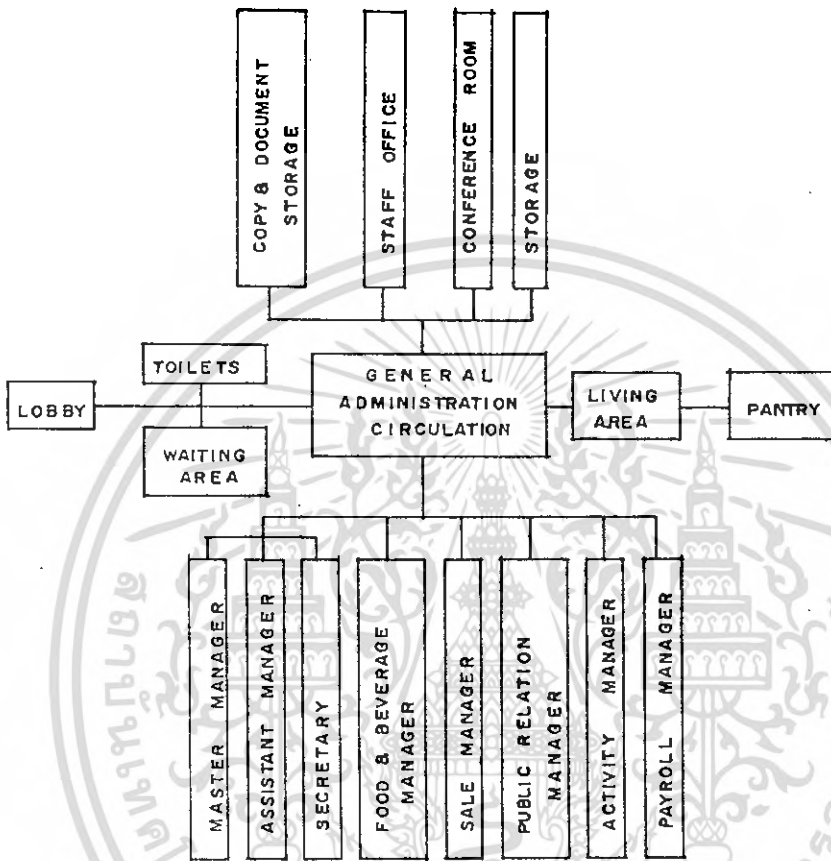 COPY & DOCUMENT
STORAGE
STAFF OFFICE
CONFERENCE ROOM
STORAGE
TOILETS
LOBBY
WAITING
AREA
GENERAL
ADMINISTRATION
CIRCULATION
LIVING
AREA
PANTRY
MASTER MANAGER
ASSISTANT MANAGER
SECRETARY
FOOD & BEVERAGE
MANAGER
SALE MANAGER
PUBLIC RELATION
MANAGER
ACTIVITY MANAGER
PAYROLL MANAGER